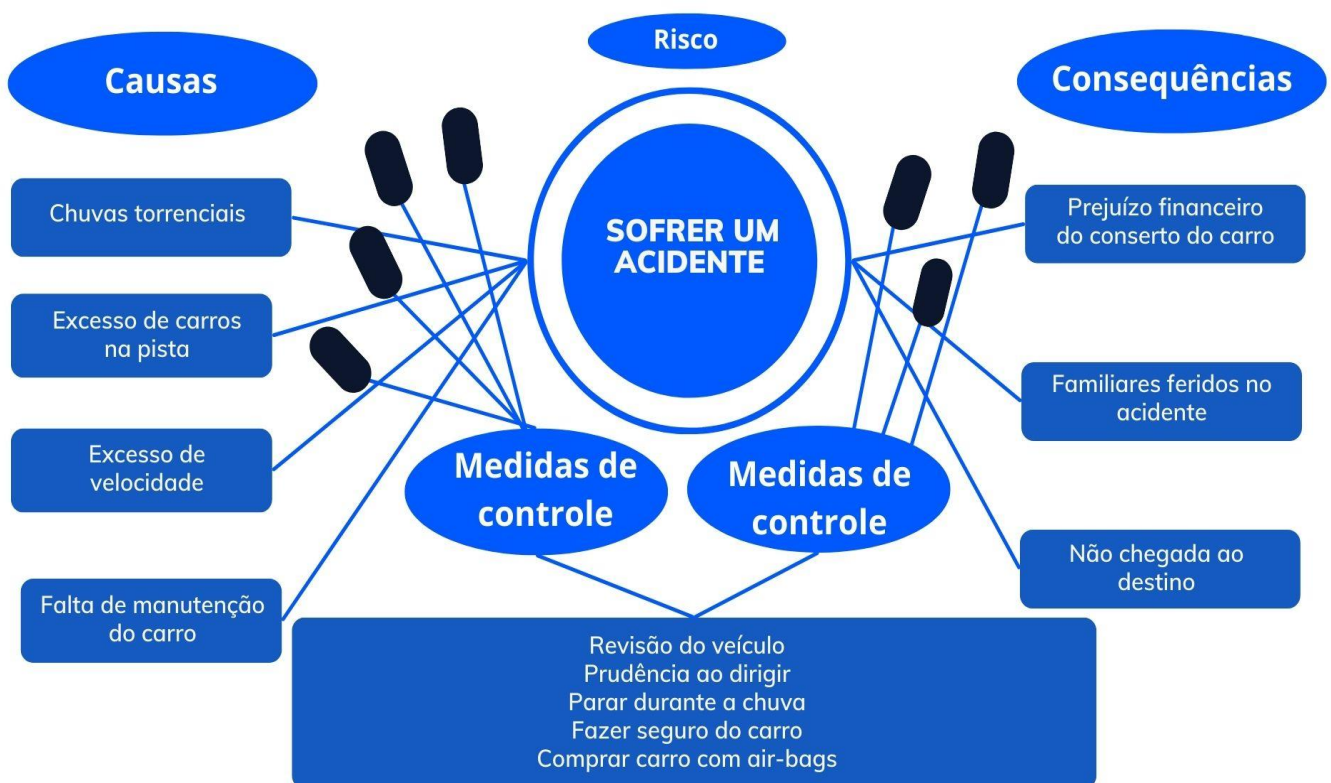 Risco
Causas
Consequências
Chuvas torrenciais
Excesso de carros
na pista
Excesso de
velocidade
Falta de manutenção
do carro
SOFRER UM
ACIDENTE
Prejuízo financeiro
do conserto do carro
Familiares feridos no
acidente
Não chegada ao
destino
Medidas de
controle
Medidas de
controle
Revisão do veículo
Prudência ao dirigir
Parar durante a chuva
Fazer seguro do carro
Comprar carro com air-bags